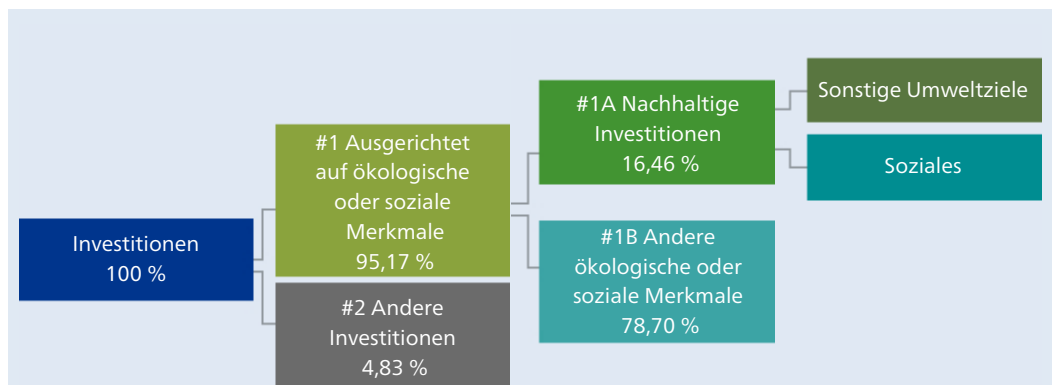 Investitionen
100 %
#1 Ausgerichtet
auf ökologische
oder soziale
Merkmale
95,17 %
#2 Andere
Investitionen
4,83 %
#1A Nachhaltige
Investitionen
16,46 %
#1B Andere
ökologische oder
soziale Merkmale
78,70 %
Sonstige Umweltziele
Soziales